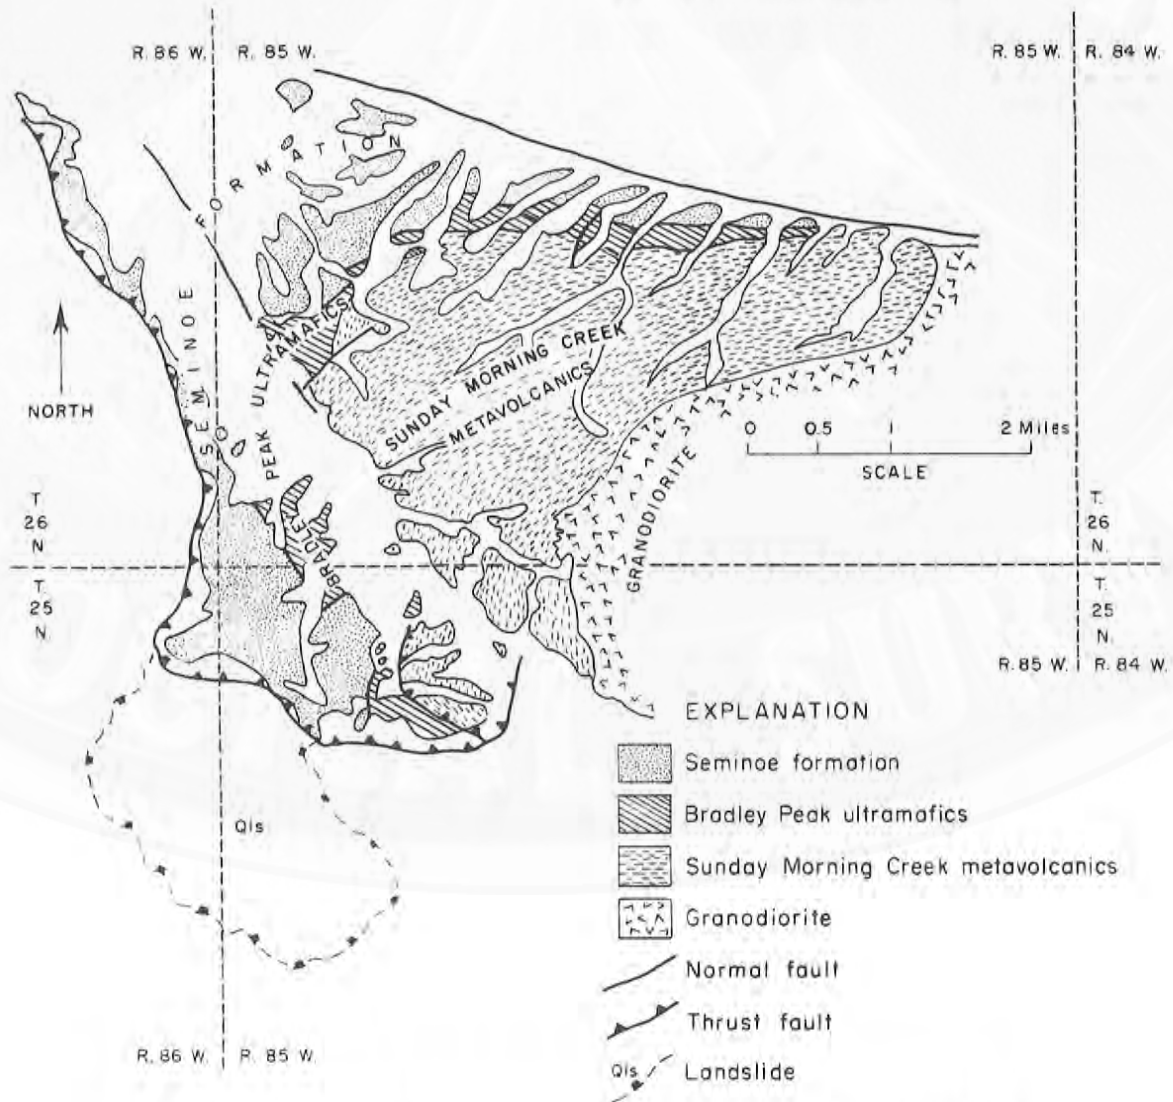 R. 86 W. R. 85 W.
R. 85 W. R. 84 W.
SEMINOE FORMATION
NORTH
BRADLEY PEAK ULTRAMAFICS
SUNDAY MORNING CREEK
METAVOLCANICS
GRANODIORITE
0 0.5 1 2 Miles
SCALE
T.
26
N.
T.
25
N.
T.
26
N.
T.
25
N.
R. 85 W. R. 84 W.
Qls
R. 86 W. R. 85 W.
EXPLANATION
Seminoe formation
Bradley Peak ultramafics
Sunday Morning Creek metavolcanics
Granodiorite
Normal fault
Thrust fault
Qls Landslide